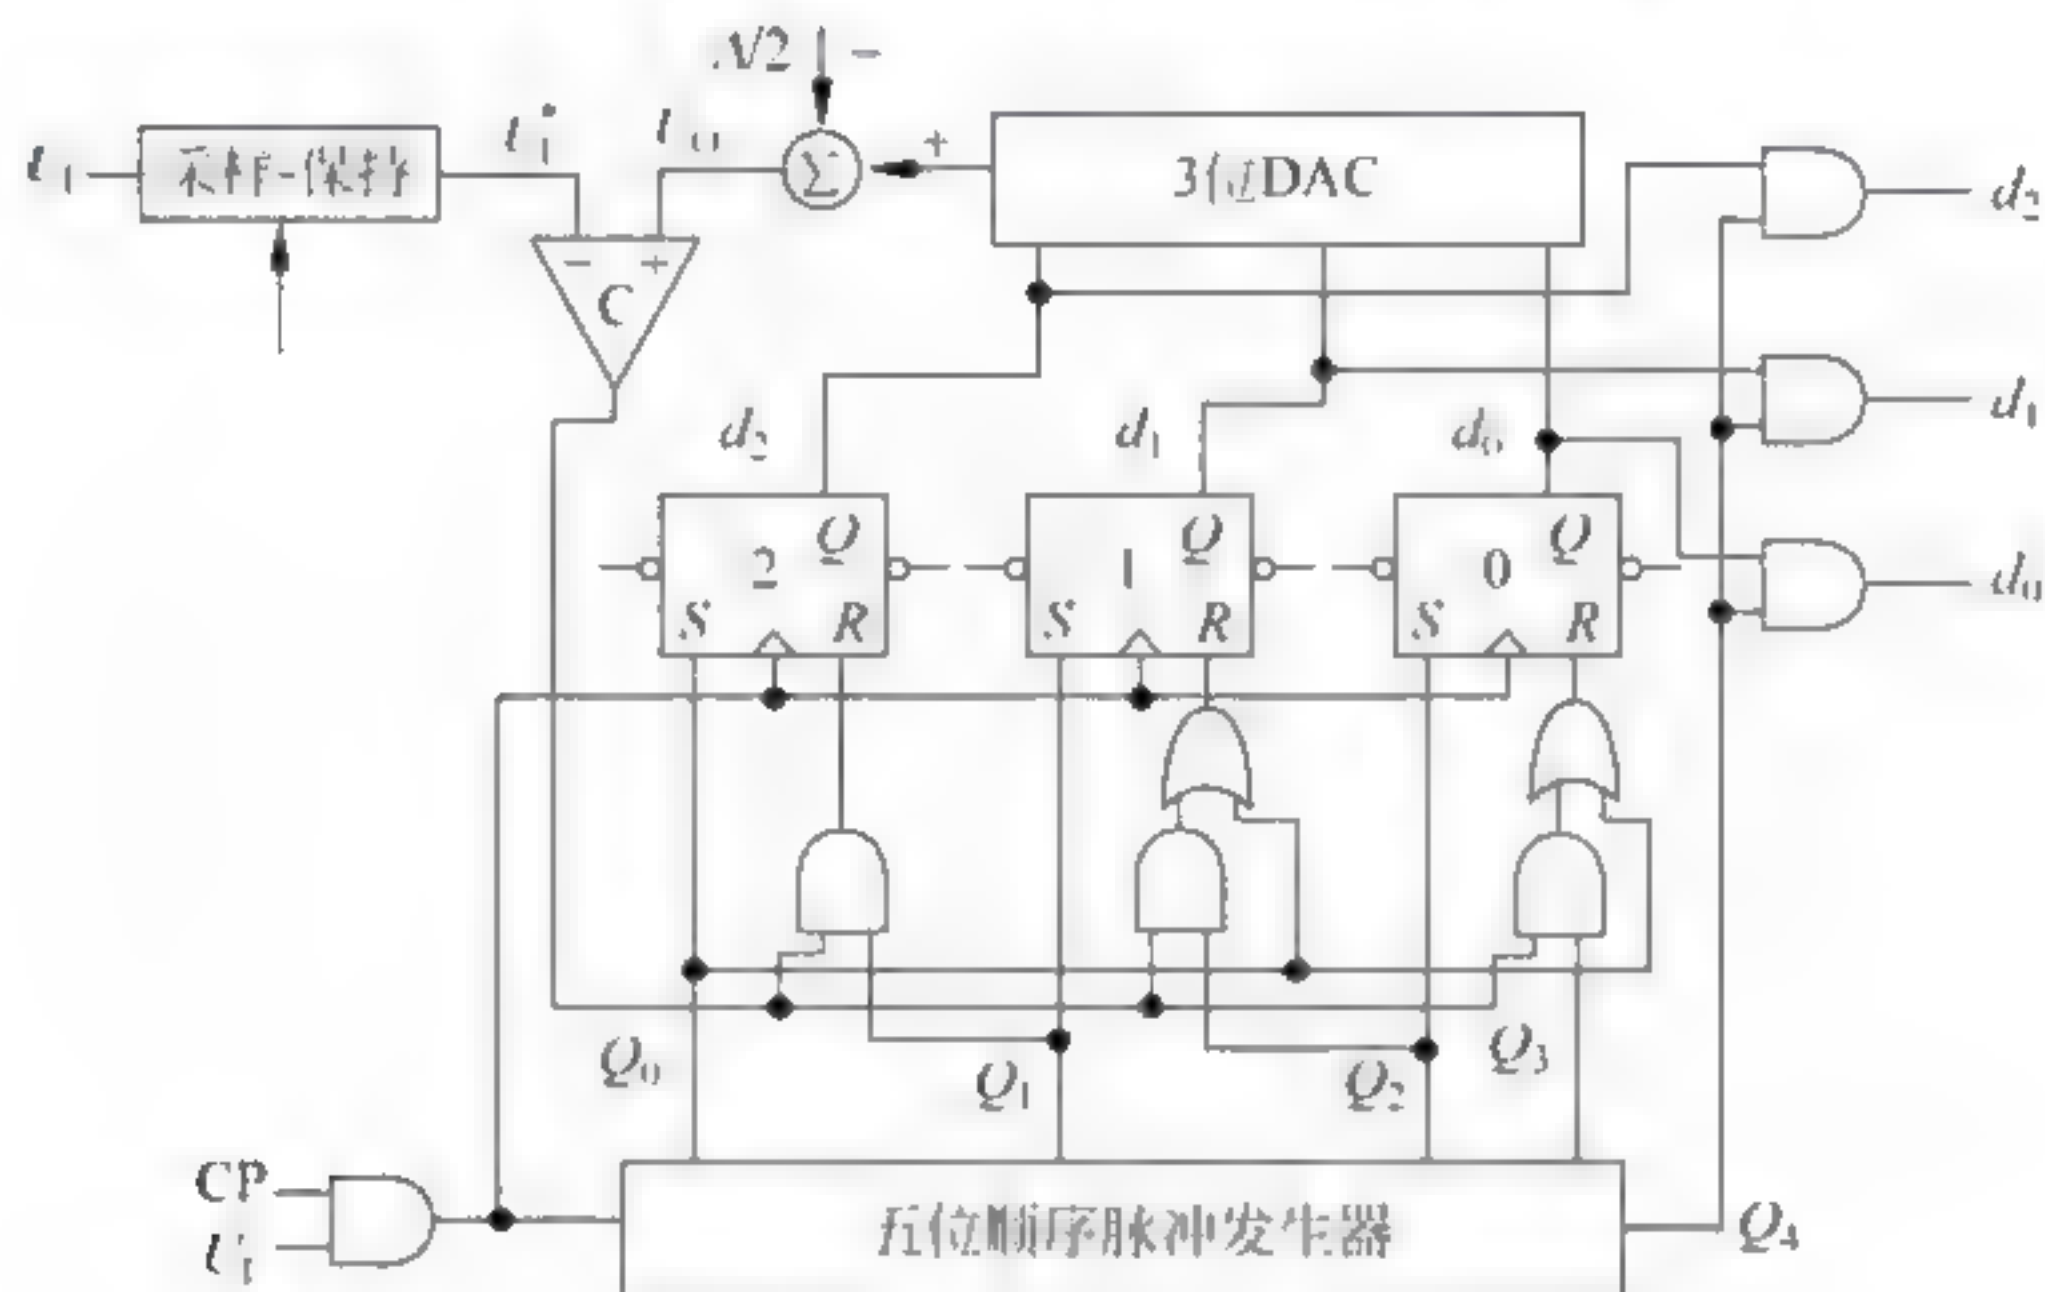 Δ/2
−
+
采样-保持
3位DAC
− +
C
Σ
d₂
d₁
d₀
d₂
d₁
d₀
Q
2
S R
Q
1
S R
Q
0
S R
Q₀
Q₁
Q₂
Q₃
CP
五位顺序脉冲发生器
Q₄